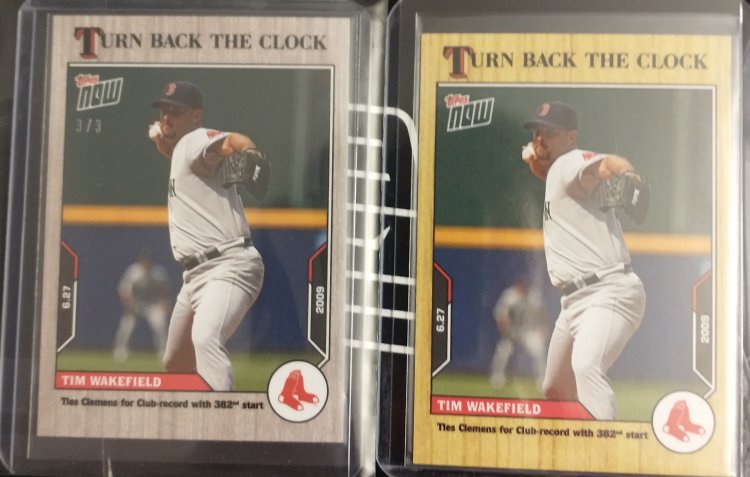 TURN BACK THE CLOCK
Topps
NOW
3/3
B
6.27
2009
TIM WAKEFIELD
Ties Clemens for Club-record with 382nd start
TURN BACK THE CLOCK
Topps
NOW
B
6.27
2009
TIM WAKEFIELD
Ties Clemens for Club-record with 382nd start